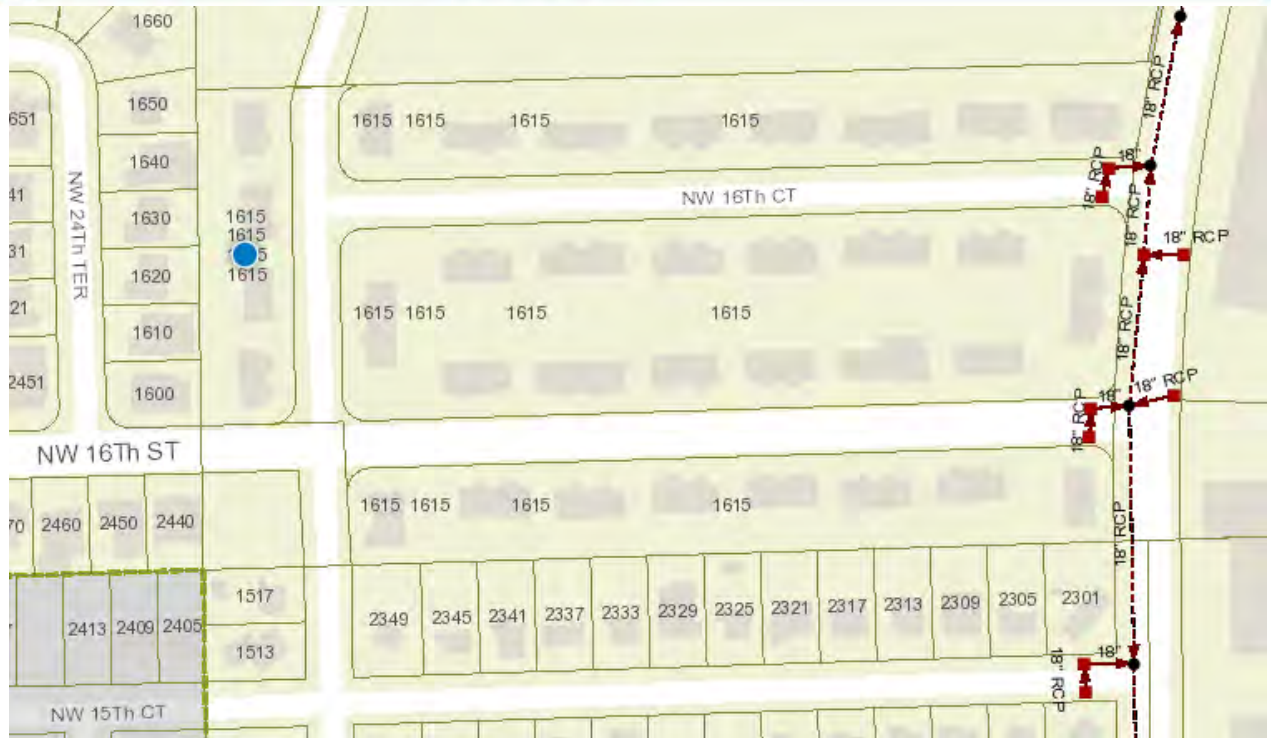 1660
1650
651
1615 1615 1615 1615
18" RCP
18"
18" RCP
1640
NW 24Th TER
41
NW 16Th CT
1630
1615
1615
1615
18" RCP
18" RCP
31
1620
21
1615 1615 1615 1615
1610
18" RCP
2451
1600
18" RCP
18"
18" RCP
NW 16Th ST
1615 1615 1615 1615
70 2460 2450 2440
18" RCP
1517
2349 2345 2341 2337 2333 2329 2325 2321 2317 2313 2309 2305 2301
2413 2409 2405
1513
18"
18" RCP
NW 15Th CT